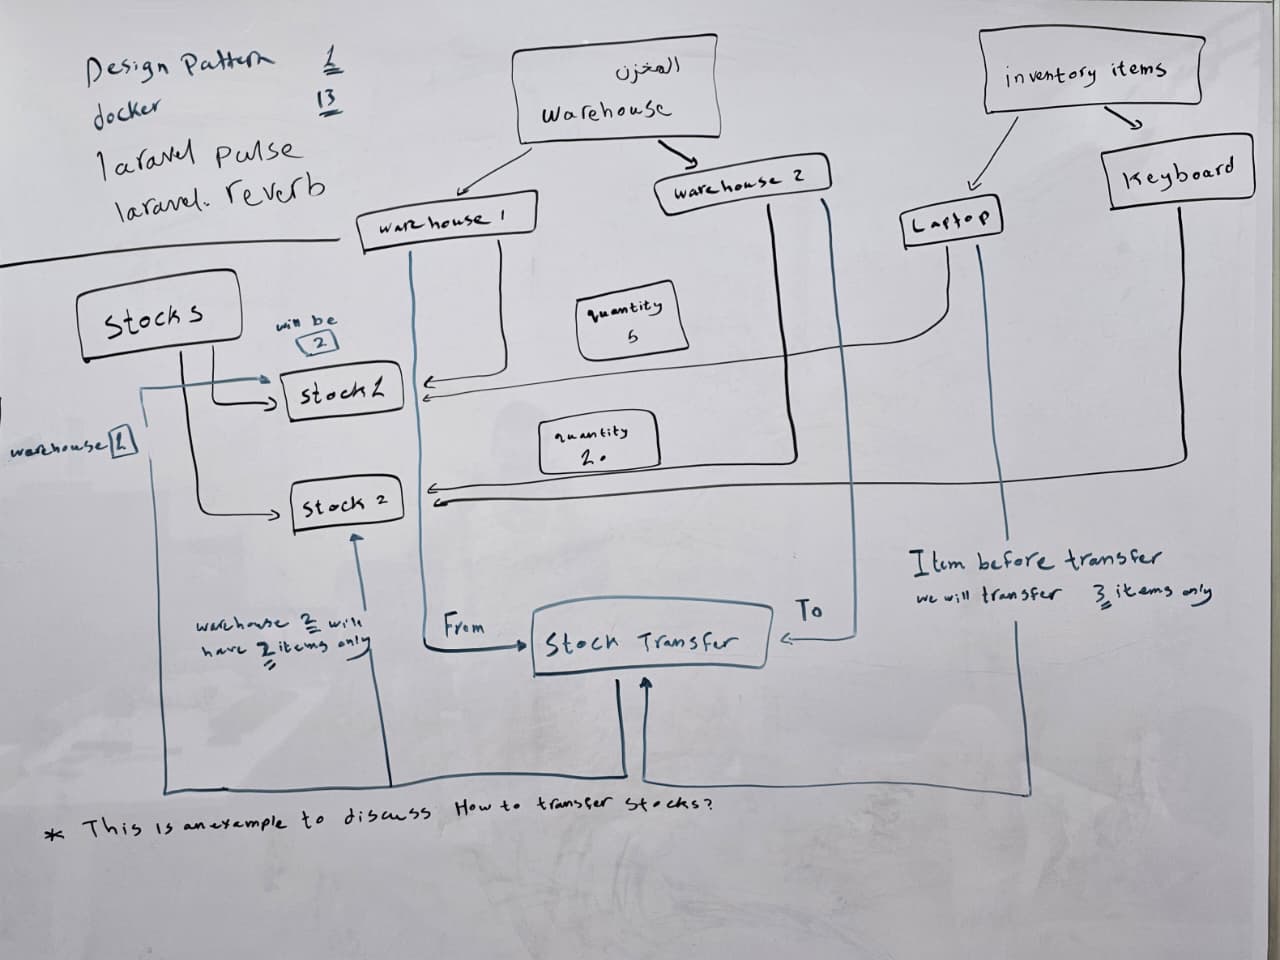 Design Pattern 1
docker 13
laravel pulse
laravel. reverb
المخزن
warehouse
inventory items
warehouse 1
warehouse 2
Laptop
Keyboard
Stocks
will be
2
quantity
5
stock 1
warehouse 1
quantity
2.
Stock 2
Item before transfer
we will transfer 3 items only
warehouse 2 will
have 2 items only
From
Stock Transfer
To
* This is an example to discuss How to transfer stocks?